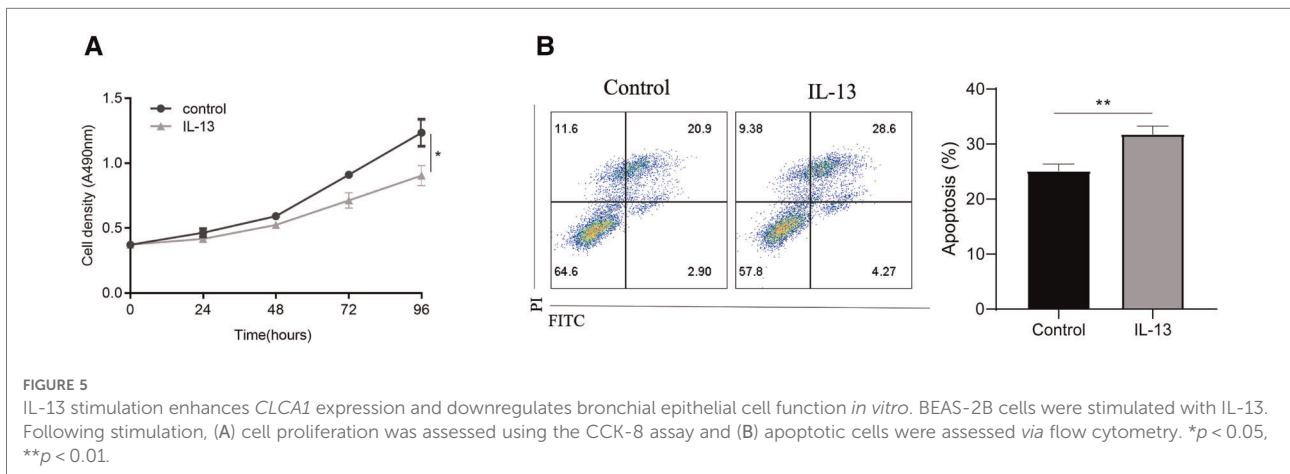 A
Cell density (A490nm)
1.5
1.0
0.5
0.0
control
IL-13
*
0 24 48 72 96
Time(hours)
B
Control IL-13
11.6 20.9 9.38 28.6
64.6 2.90 57.8 4.27
PI
FITC
Apoptosis (%)
40
30
20
10
0
**
Control IL-13
FIGURE 5
IL-13 stimulation enhances CLCA1 expression and downregulates bronchial epithelial cell function in vitro. BEAS-2B cells were stimulated with IL-13.
Following stimulation, (A) cell proliferation was assessed using the CCK-8 assay and (B) apoptotic cells were assessed via flow cytometry. *p < 0.05,
**p < 0.01.